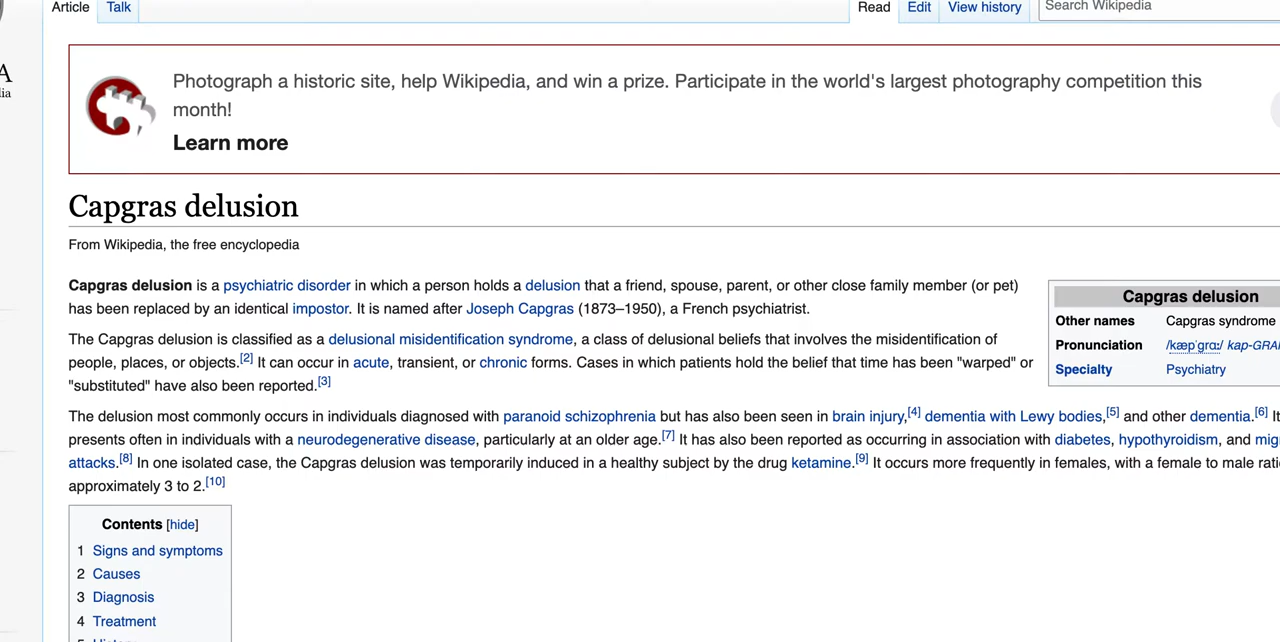 Article Talk Read Edit View history Search Wikipedia
A
ia
Photograph a historic site, help Wikipedia, and win a prize. Participate in the world's largest photography competition this
month!
Learn more
Capgras delusion
From Wikipedia, the free encyclopedia
Capgras delusion is a psychiatric disorder in which a person holds a delusion that a friend, spouse, parent, or other close family member (or pet)
has been replaced by an identical impostor. It is named after Joseph Capgras (1873–1950), a French psychiatrist.
The Capgras delusion is classified as a delusional misidentification syndrome, a class of delusional beliefs that involves the misidentification of
people, places, or objects.[2] It can occur in acute, transient, or chronic forms. Cases in which patients hold the belief that time has been "warped" or
"substituted" have also been reported.[3]
Capgras delusion
Other names Capgras syndrome
Pronunciation /kæpˈɡrɑː/ kap-GRA
Specialty Psychiatry
The delusion most commonly occurs in individuals diagnosed with paranoid schizophrenia but has also been seen in brain injury,[4] dementia with Lewy bodies,[5] and other dementia.[6] It
presents often in individuals with a neurodegenerative disease, particularly at an older age.[7] It has also been reported as occurring in association with diabetes, hypothyroidism, and mig
attacks.[8] In one isolated case, the Capgras delusion was temporarily induced in a healthy subject by the drug ketamine.[9] It occurs more frequently in females, with a female to male rati
approximately 3 to 2.[10]
Contents [hide]
1 Signs and symptoms
2 Causes
3 Diagnosis
4 Treatment